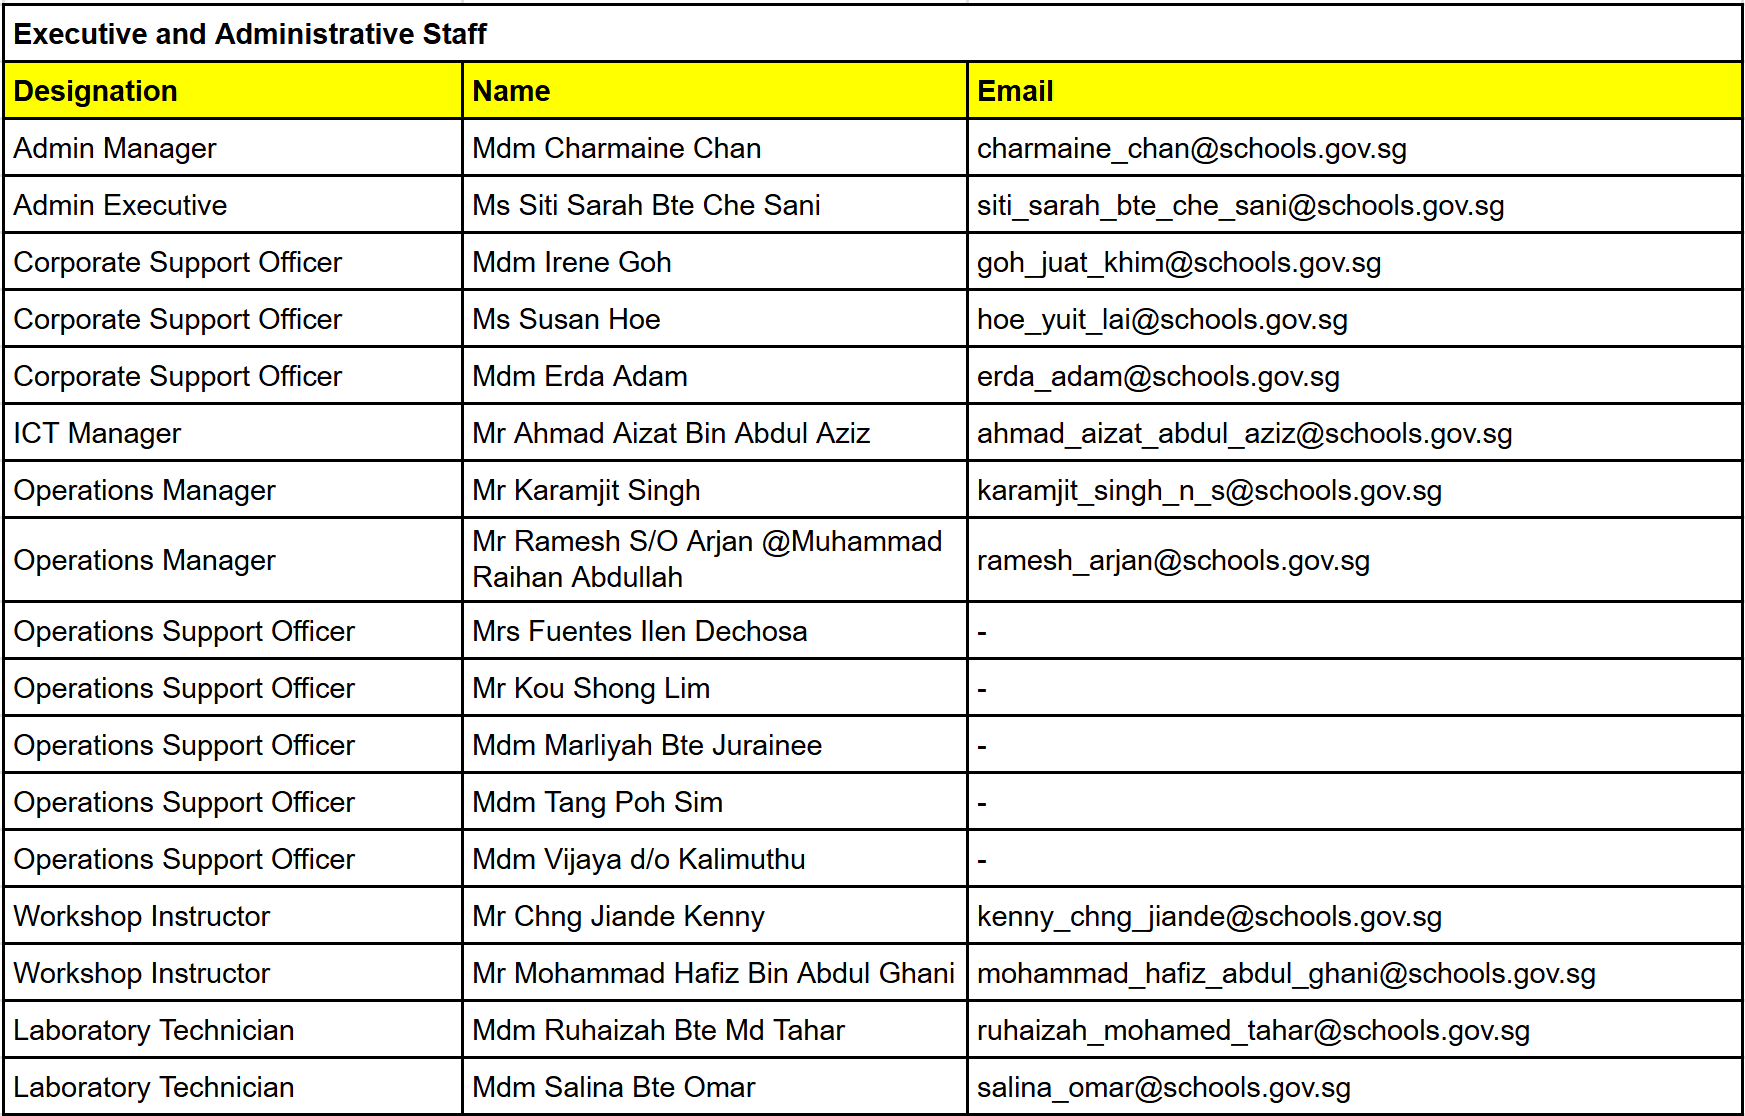 Executive and Administrative Staff
Designation Name Email
Admin Manager Mdm Charmaine Chan charmaine_chan@schools.gov.sg
Admin Executive Ms Siti Sarah Bte Che Sani siti_sarah_bte_che_sani@schools.gov.sg
Corporate Support Officer Mdm Irene Goh goh_juat_khim@schools.gov.sg
Corporate Support Officer Ms Susan Hoe hoe_yuit_lai@schools.gov.sg
Corporate Support Officer Mdm Erda Adam erda_adam@schools.gov.sg
ICT Manager Mr Ahmad Aizat Bin Abdul Aziz ahmad_aizat_abdul_aziz@schools.gov.sg
Operations Manager Mr Karamjit Singh karamjit_singh_n_s@schools.gov.sg
Operations Manager Mr Ramesh S/O Arjan @Muhammad
Raihan Abdullah ramesh_arjan@schools.gov.sg
Operations Support Officer Mrs Fuentes Ilen Dechosa -
Operations Support Officer Mr Kou Shong Lim -
Operations Support Officer Mdm Marliyah Bte Jurainee -
Operations Support Officer Mdm Tang Poh Sim -
Operations Support Officer Mdm Vijaya d/o Kalimuthu -
Workshop Instructor Mr Chng Jiande Kenny kenny_chng_jiande@schools.gov.sg
Workshop Instructor Mr Mohammad Hafiz Bin Abdul Ghani mohammad_hafiz_abdul_ghani@schools.gov.sg
Laboratory Technician Mdm Ruhaizah Bte Md Tahar ruhaizah_mohamed_tahar@schools.gov.sg
Laboratory Technician Mdm Salina Bte Omar salina_omar@schools.gov.sg